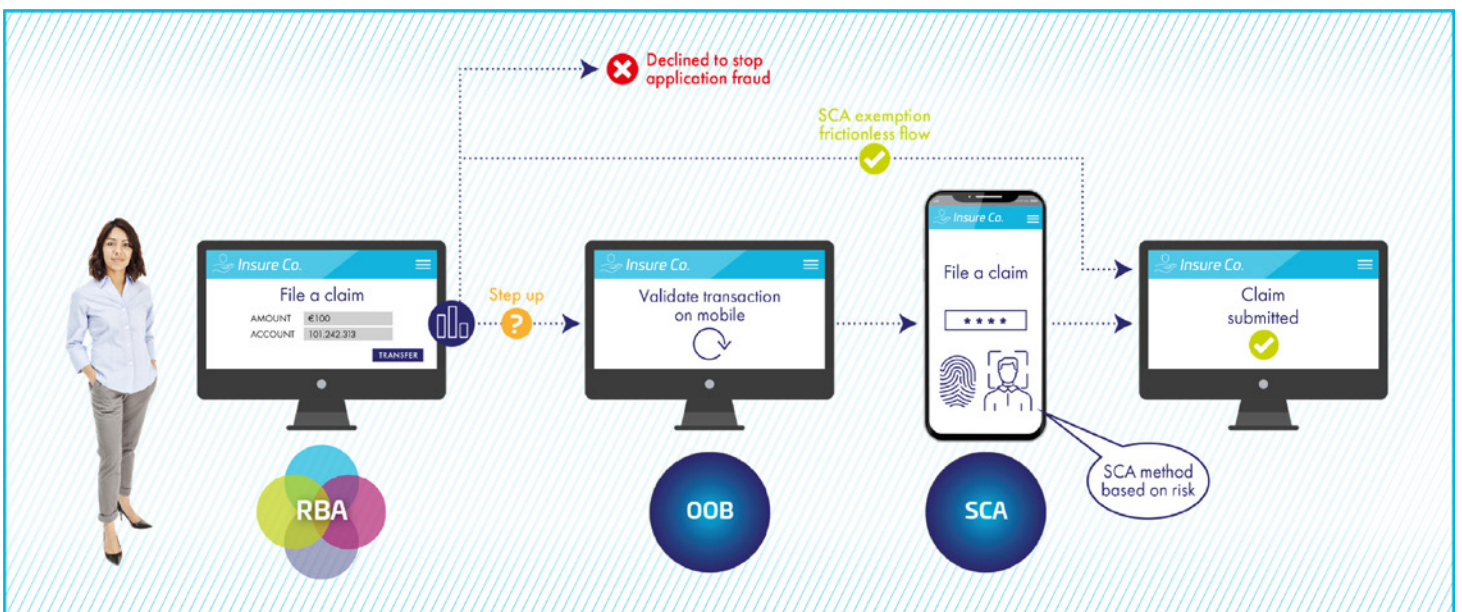 Declined to stop
application fraud
SCA exemption
frictionless flow
Insure Co.
File a claim
AMOUNT €100
ACCOUNT 101.242.313
TRANSFER
Step up
?
Insure Co.
Validate transaction
on mobile
Insure Co.
File a claim
****
Insure Co.
Claim
submitted
SCA method
based on risk
RBA
OOB
SCA